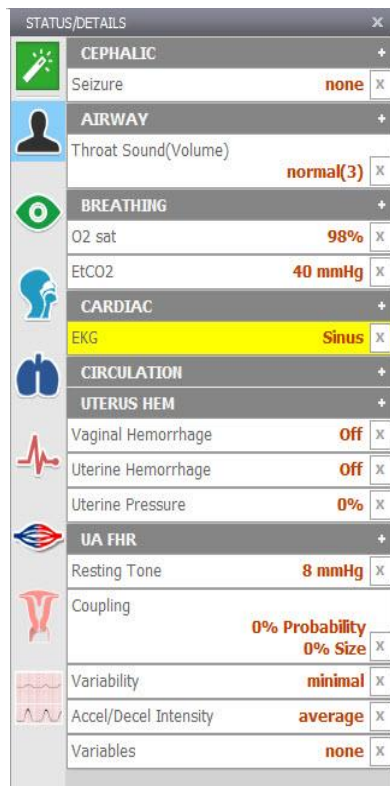 STATUS/DETAILS x
CEPHALIC +
Seizure none x
AIRWAY +
Throat Sound(Volume)
normal(3) x
BREATHING +
O2 sat 98% x
EtCO2 40 mmHg x
CARDIAC +
EKG Sinus x
CIRCULATION +
UTERUS HEM +
Vaginal Hemorrhage Off x
Uterine Hemorrhage Off x
Uterine Pressure 0% x
UA FHR +
Resting Tone 8 mmHg x
Coupling
0% Probability
0% Size x
Variability minimal x
Accel/Decel Intensity average x
Variables none x